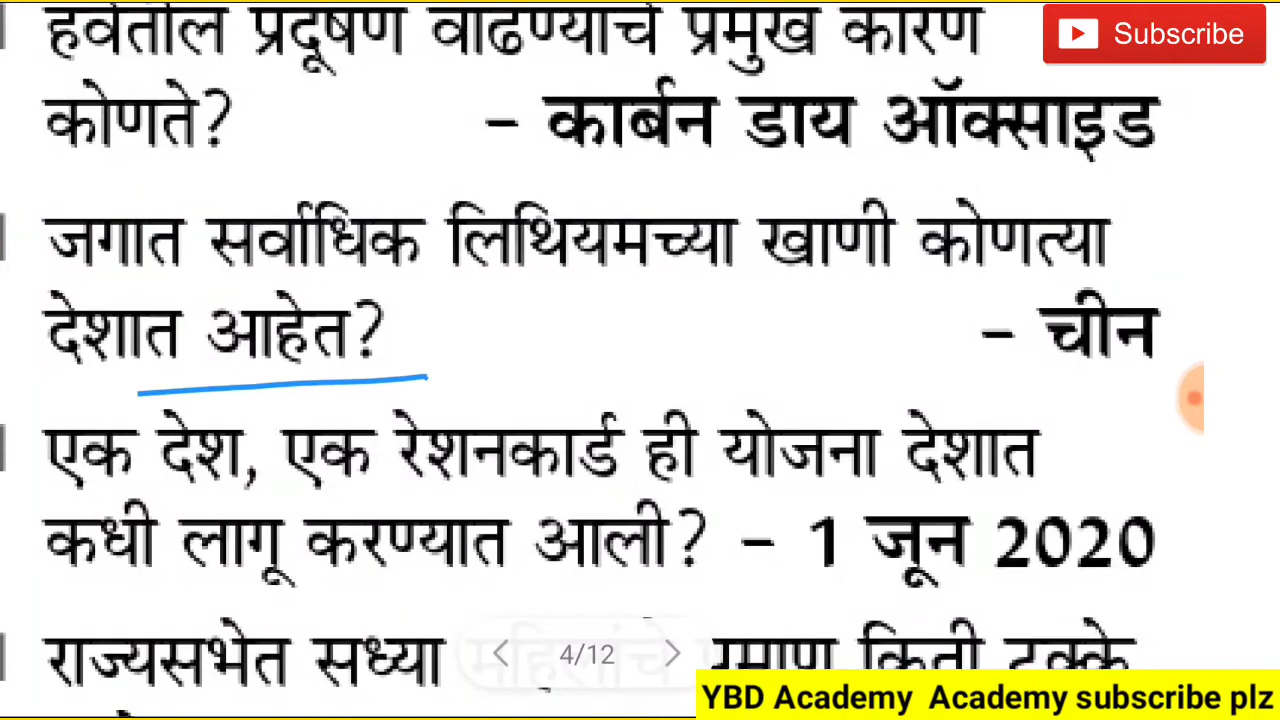 हवेतील प्रदूषण वाढण्याचे प्रमुख कारण
Subscribe
कोणते? - कार्बन डाय ऑक्साइड
जगात सर्वाधिक लिथियमच्या खाणी कोणत्या
देशात आहेत? - चीन
एक देश, एक रेशनकार्ड ही योजना देशात
कधी लागू करण्यात आली? - 1 जून 2020
राज्यसभेत सध्या महिलांचे प्रमाण किती टक्के
4/12
YBD Academy Academy subscribe plz